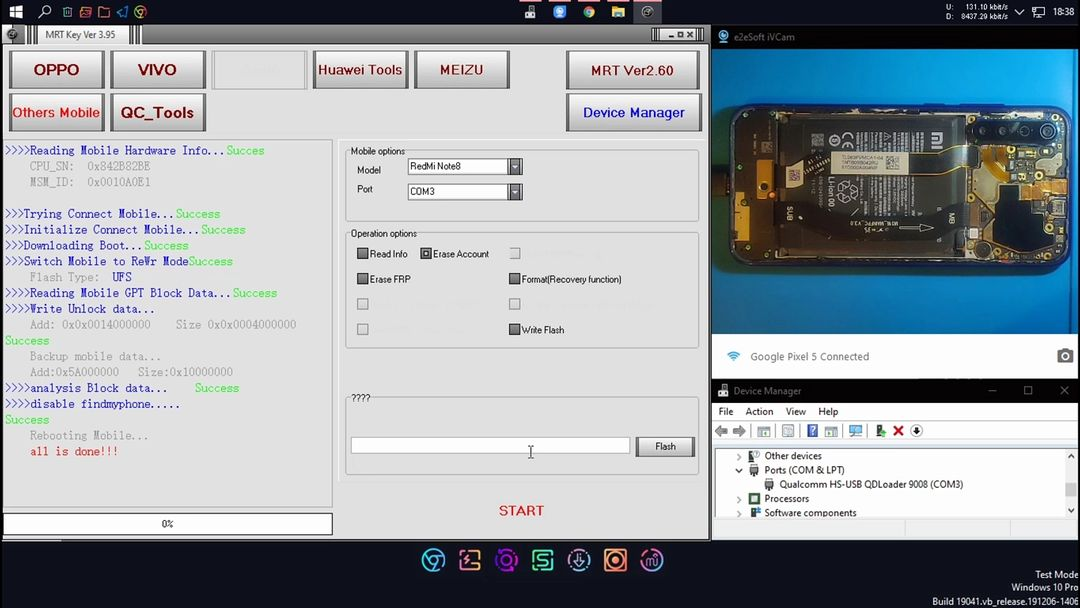 U: 131.10 kbit/s
D: 8437.29 kbit/s
18:38
MRT Key Ver 3.95
OPPO
VIVO
Huawei Tools
MEIZU
MRT Ver2.60
Others Mobile
QC_Tools
Device Manager
>>>>Reading Mobile Hardware Info...Succes
CPU_SN: 0x842B82BE
MSM_ID: 0x0010A0E1
>>>Trying Connect Mobile...Success
>>>Initialize Connect Mobile...Success
>>>Downloading Boot...Success
>>>Switch Mobile to ReWr ModeSuccess
Flash Type: UFS
>>>>Reading Mobile GPT Block Data...Success
>>>>Write Unlock data...
Add: 0x0x0014000000 Size 0x0x0004000000
Success
Backup mobile data...
Add:0x5A000000 Size:0x10000000
>>>>analysis Block data... Success
>>>>disable findmyphone.....
Success
Rebooting Mobile...
all is done!!!
0%
Mobile options
Model
RedMi Note8
Port
COM3
Operation options
Read Info
Erase Account
Erase FRP
Format(Recovery function)
Write Flash
????
Flash
START
e2eSoft iVCam
mi
Li-ion 00
SUB
MB
Google Pixel 5 Connected
Device Manager
File Action View Help
Other devices
Ports (COM & LPT)
Qualcomm HS-USB QDLoader 9008 (COM3)
Processors
Software components
Test Mode
Windows 10 Pro
Build 19041.vb_release.191206-1406